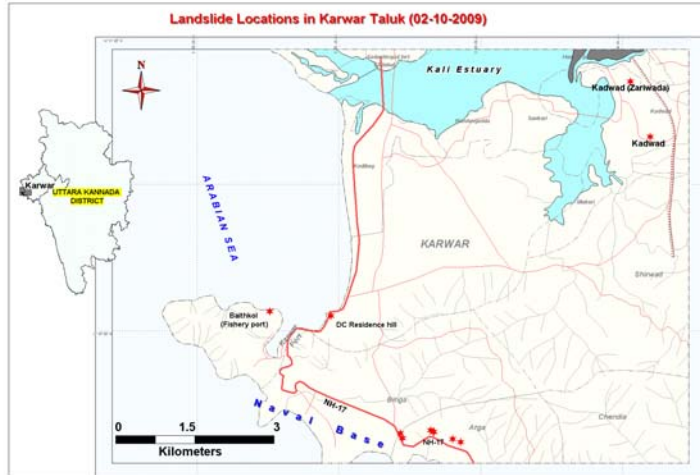 Landslide Locations in Karwar Taluk (02-10-2009)
N
Kali Estuary
Kadwad (Zariwada)
Kadwad
Karwar
UTTARA KANNADA
DISTRICT
ARABIAN SEA
KARWAR
Shirwad
Baithkol
(Fishery port)
DC Residence hill
NH-17
Naval Base
Binga
Arga
Chendia
NH-17
0 1.5 3
Kilometers